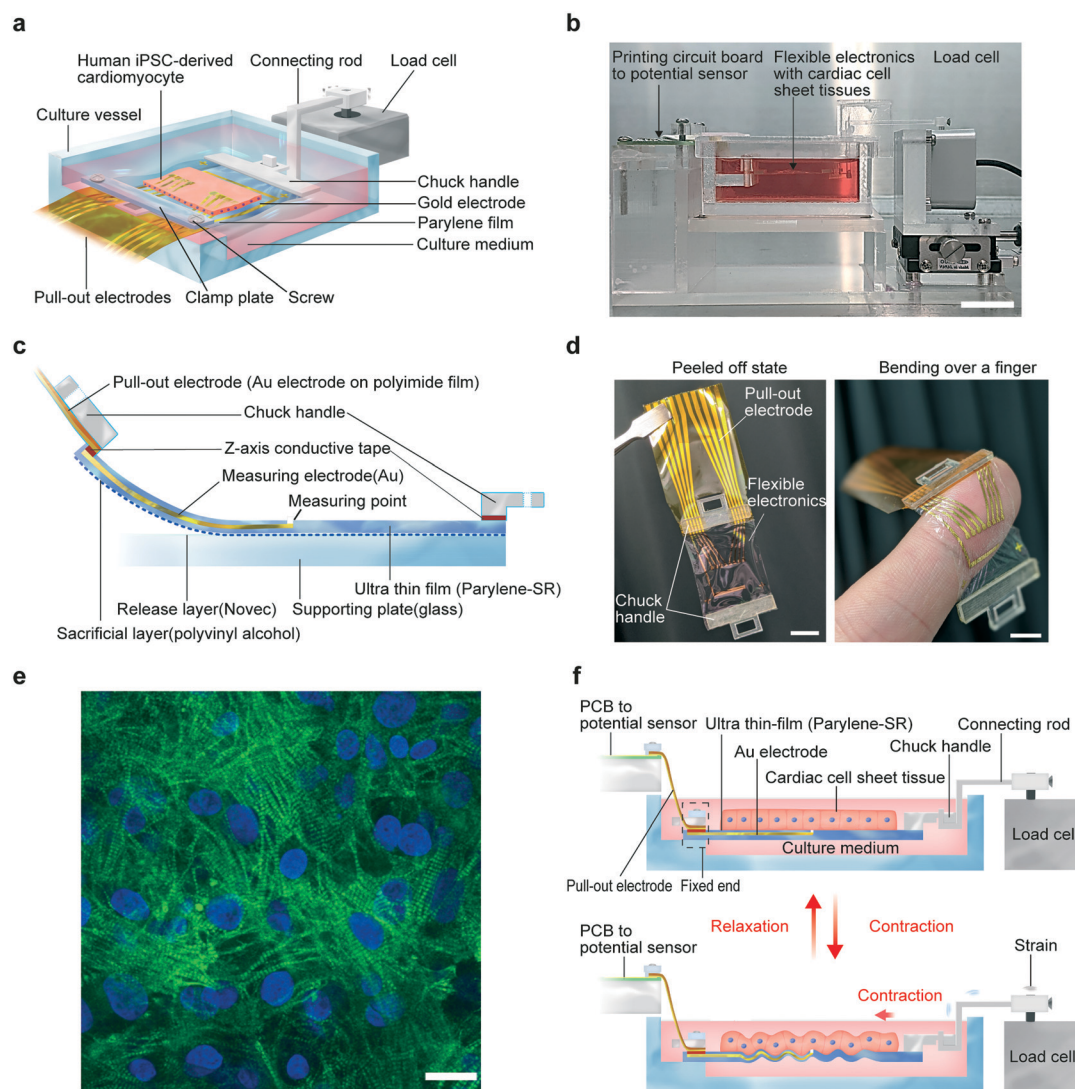 a
Human iPSC-derived
cardiomyocyte
Connecting rod
Load cell
Culture vessel
Chuck handle
Gold electrode
Parylene film
Culture medium
Pull-out electrodes
Clamp plate
Screw
b
Printing circuit board
to potential sensor
Flexible electronics
with cardiac cell
sheet tissues
Load cell
c
Pull-out electrode (Au electrode on polyimide film)
Chuck handle
Z-axis conductive tape
Measuring electrode(Au)
Measuring point
Ultra thin film (Parylene-SR)
Release layer(Novec)
Supporting plate(glass)
Sacrificial layer(polyvinyl alcohol)
d
Peeled off state
Bending over a finger
Pull-out
electrode
Flexible
electronics
Chuck
handle
e
f
PCB to
potential sensor
Ultra thin-film (Parylene-SR)
Connecting rod
Chuck handle
Au electrode
Cardiac cell sheet tissue
Load cell
Culture medium
Pull-out electrode
Fixed end
Relaxation
Contraction
PCB to
potential sensor
Strain
Contraction
Load cell